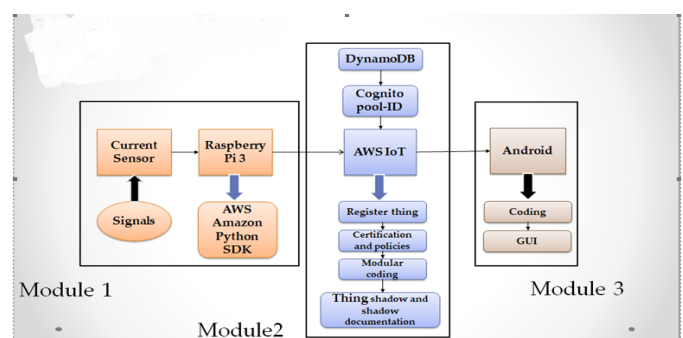 DynamoDB
Cognito
pool-ID
Current
Sensor
Raspberry
Pi 3
AWS IoT
Android
Signals
AWS
Amazon
Python
SDK
Register thing
Certification
and policies
Modular
coding
Thing shadow and
shadow
documentation
Coding
GUI
Module 1
Module2
Module 3